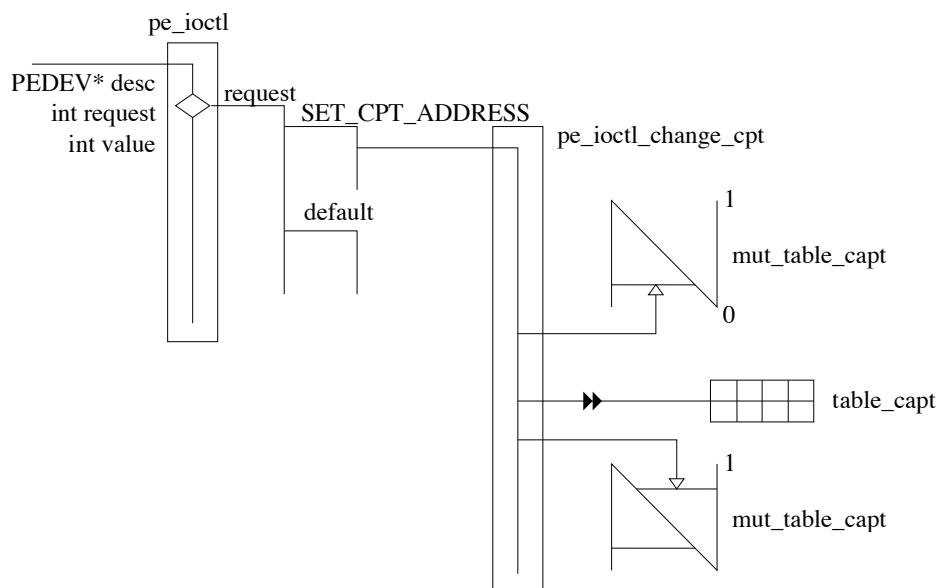 pe_ioctl
PEDEV* desc
int request
int value
request
SET_CPT_ADDRESS
default
pe_ioctl_change_cpt
1
mut_table_capt
0
table_capt
1
mut_table_capt